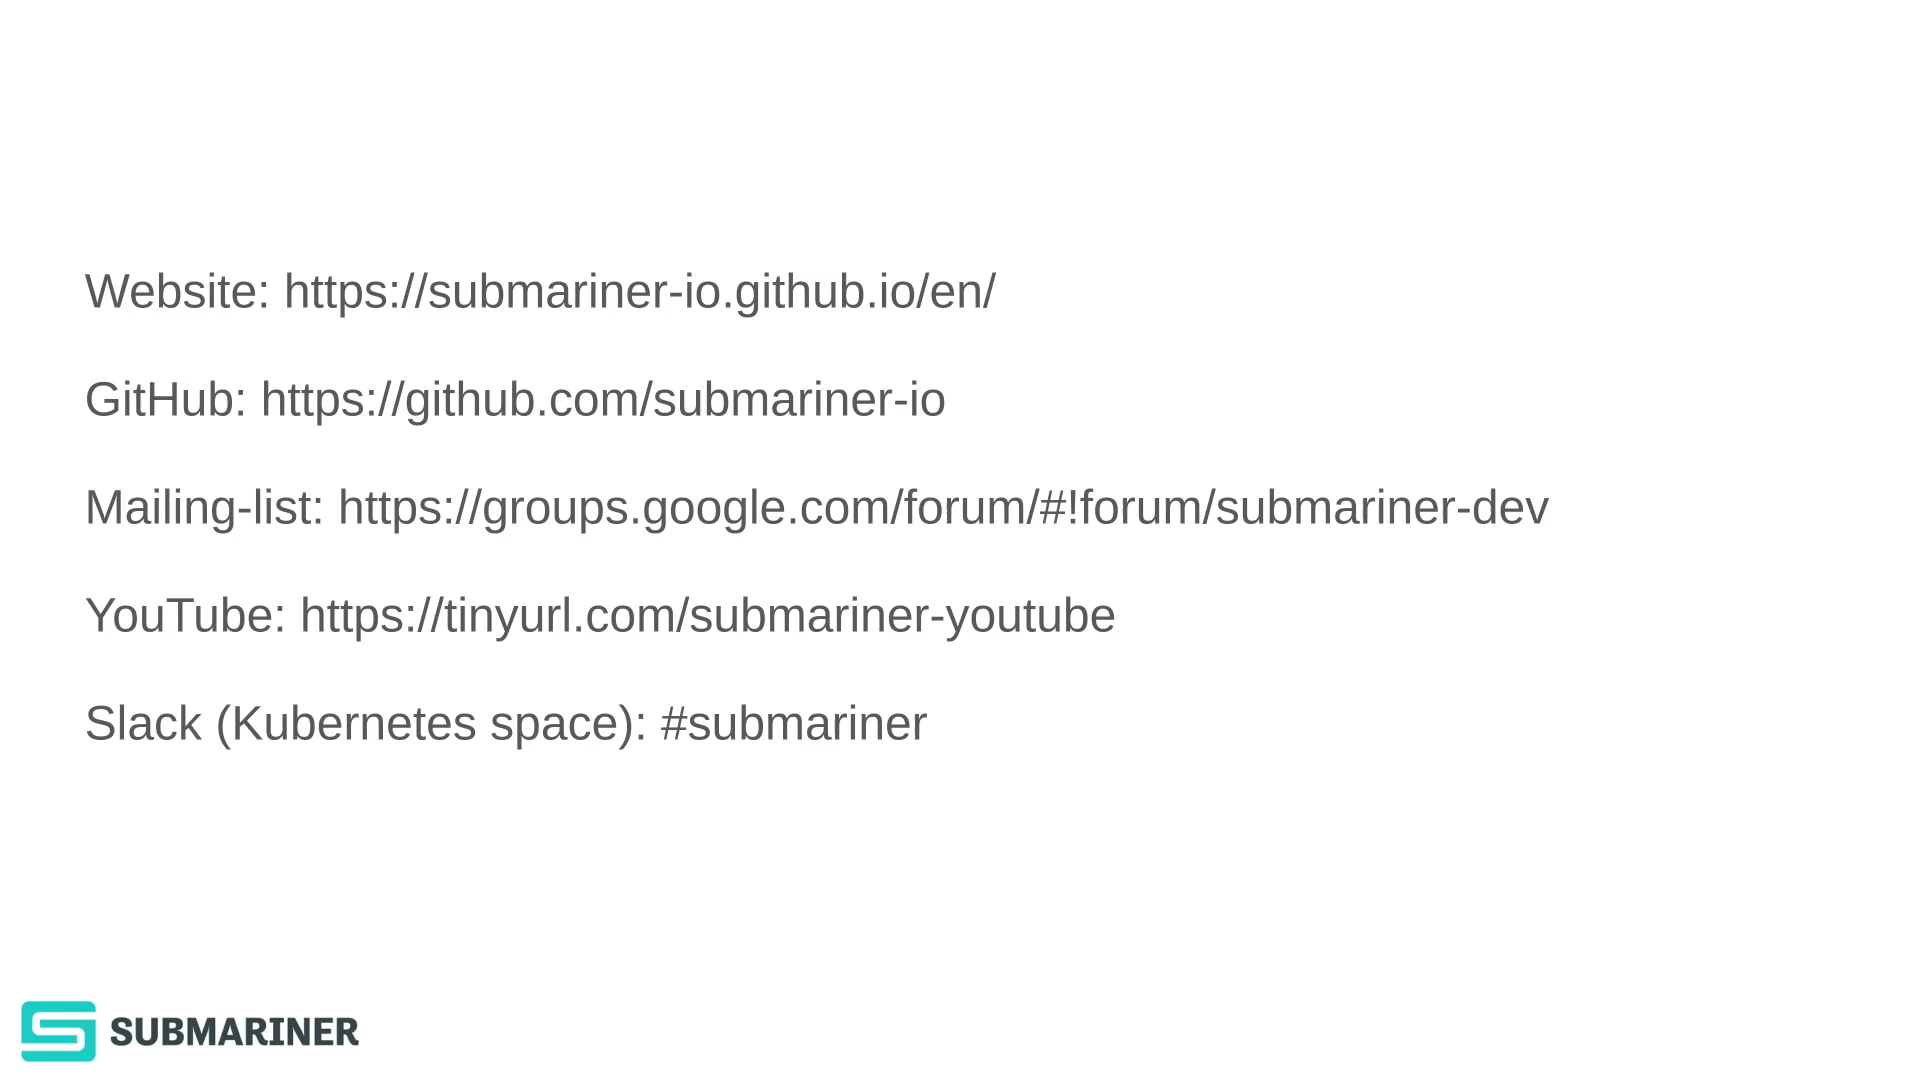 Website: https://submariner-io.github.io/en/
GitHub: https://github.com/submariner-io
Mailing-list: https://groups.google.com/forum/#!forum/submariner-dev
YouTube: https://tinyurl.com/submariner-youtube
Slack (Kubernetes space): #submariner
SUBMARINER